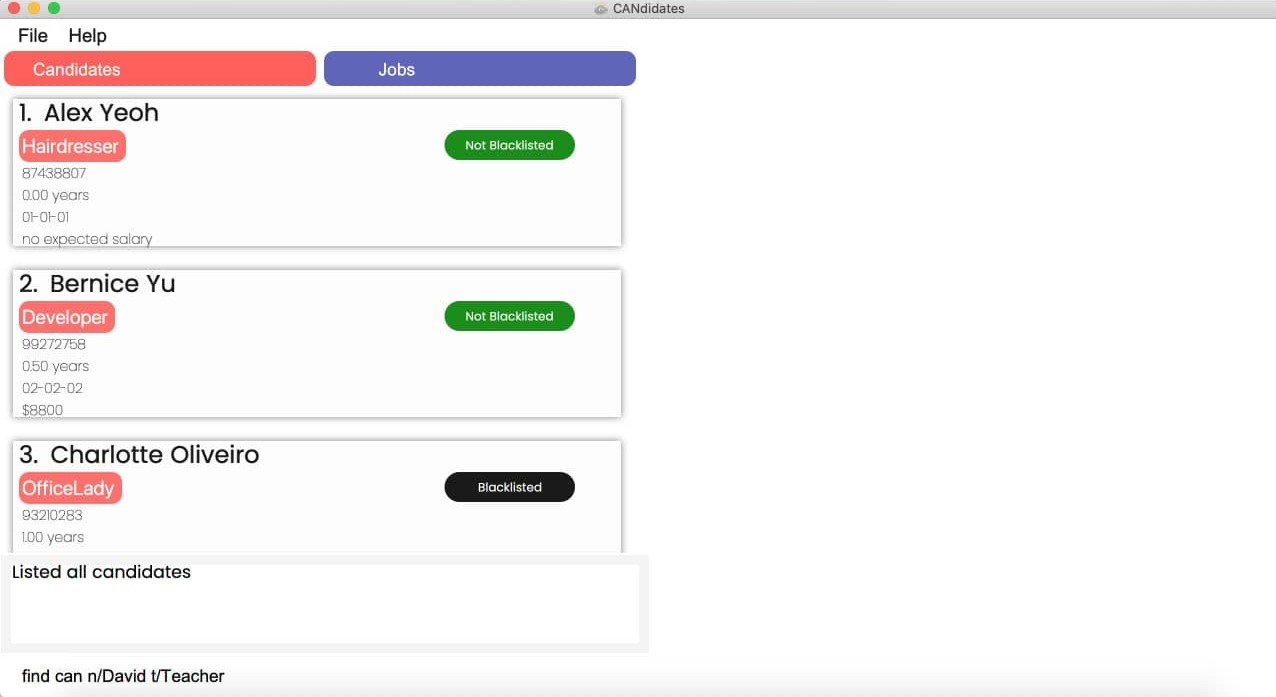 CANdidates
File Help
Candidates Jobs
1. Alex Yeoh
Hairdresser
Not Blacklisted
87438807
0.00 years
01-01-01
no expected salary
2. Bernice Yu
Developer
Not Blacklisted
99272758
0.50 years
02-02-02
$8800
3. Charlotte Oliveiro
OfficeLady
Blacklisted
93210283
1.00 years
Listed all candidates
find can n/David t/Teacher